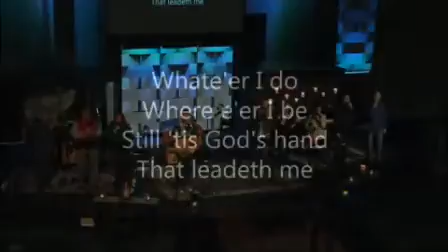 That leadeth me
Whate'er I do
Where e'er I be
Still 'tis God's hand
That leadeth me